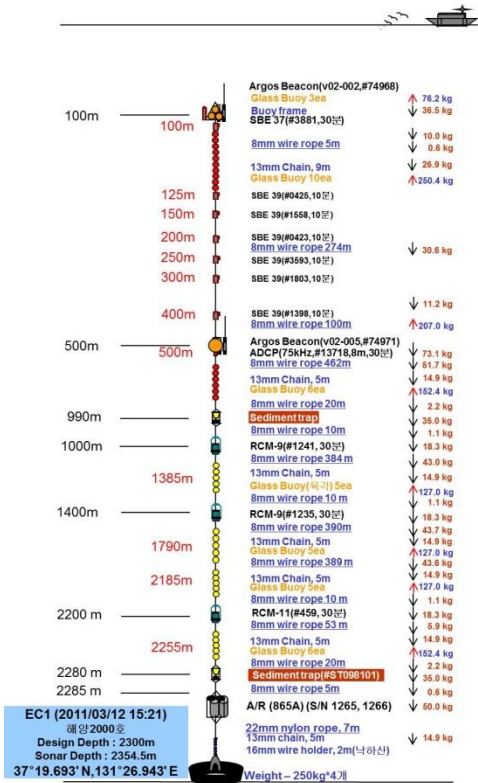 Argos Beacon(v02-002,#74968)
Glass Buoy 3ea 76.2 kg
100m Buoy frame 36.5 kg
100m SBE 37(#3881,30분)
10.0 kg
8mm wire rope 5m 0.6 kg
13mm Chain, 9m 26.9 kg
Glass Buoy 10ea 250.4 kg
125m SBE 39(#0425,10분)
150m SBE 39(#1558,10분)
200m SBE 39(#0423,10분)
8mm wire rope 274m 30.6 kg
250m SBE 39(#3593,10분)
300m SBE 39(#1803,10분)
11.2 kg
400m SBE 39(#1398,10분)
8mm wire rope 100m 207.0 kg
500m Argos Beacon(v02-005,#74971)
500m ADCP(75kHz,#13718,8m,30분) 73.1 kg
8mm wire rope 462m 51.7 kg
13mm Chain, 5m 14.9 kg
Glass Buoy 6ea 152.4 kg
8mm wire rope 20m 2.2 kg
990m Sediment trap 35.0 kg
8mm wire rope 10m 1.1 kg
1000m RCM-9(#1241, 30분) 18.3 kg
8mm wire rope 384 m 43.0 kg
1385m 13mm Chain, 5m 14.9 kg
Glass Buoy(육각) 5ea 127.0 kg
8mm wire rope 10 m 1.1 kg
1400m RCM-9(#1235, 30분) 18.3 kg
8mm wire rope 390m 43.7 kg
1790m 13mm Chain, 5m 14.9 kg
Glass Buoy 5ea 127.0 kg
8mm wire rope 389 m 43.6 kg
2185m 13mm Chain, 5m 14.9 kg
Glass Buoy 5ea 127.0 kg
8mm wire rope 10 m 1.1 kg
2200 m RCM-11(#459, 30분) 18.3 kg
8mm wire rope 53 m 5.9 kg
2255m 13mm Chain, 5m 14.9 kg
Glass Buoy 6ea 152.4 kg
8mm wire rope 20m 2.2 kg
2280 m Sediment trap(#ST098101) 35.0 kg
2285 m 8mm wire rope 5m 0.6 kg
A/R (865A) (S/N 1265, 1266) 50.0 kg
22mm nylon rope, 7m
13mm chain, 5m 14.9 kg
16mm wire holder, 2m(낙하산)
Weight – 250kg*4개
EC1 (2011/03/12 15:21)
해양2000호
Design Depth : 2300m
Sonar Depth : 2354.5m
37°19.693'N,131°26.943'E